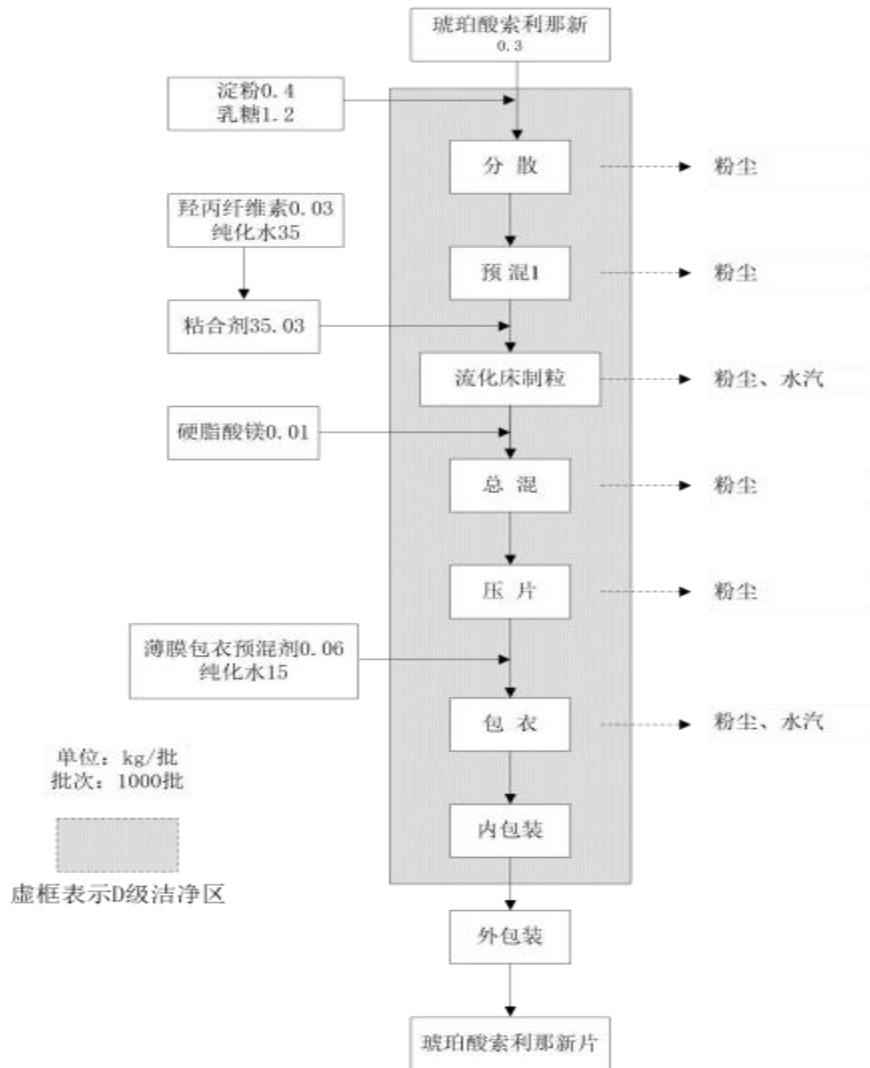 琥珀酸索利那新
0.3
淀粉0.4
乳糖1.2
分 散
粉尘
羟丙纤维素0.03
纯化水35
预 混1
粉尘
粘合剂35.03
流化床制粒
粉尘、水汽
硬脂酸镁0.01
总 混
粉尘
压 片
粉尘
薄膜包衣预混剂0.06
纯化水15
包 衣
粉尘、水汽
单位：kg/批
批次：1000批
内包装
虚框表示D级洁净区
外包装
琥珀酸索利那新片